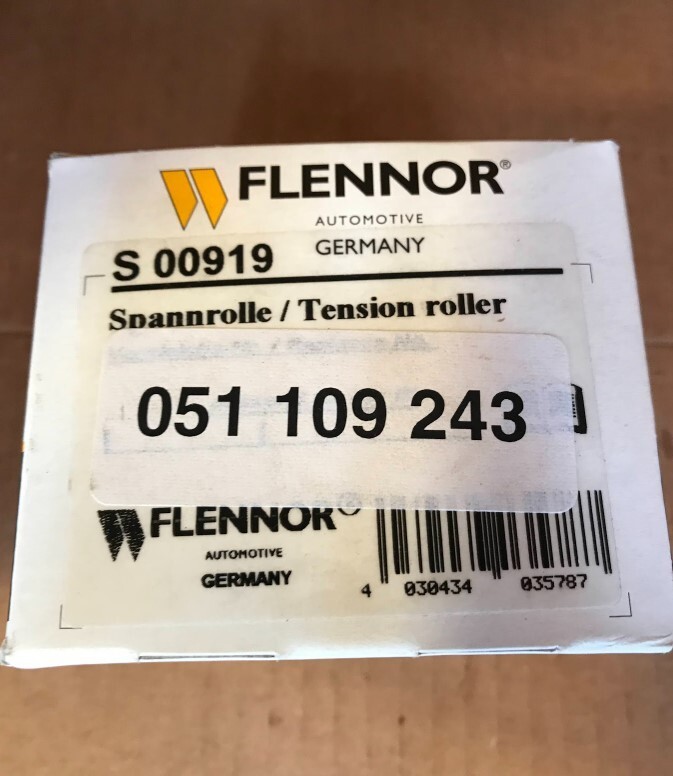 FLENNOR®
AUTOMOTIVE
GERMANY
S 00919
Spannrolle / Tension roller
051 109 243
FLENNOR®
AUTOMOTIVE
GERMANY
4 030434 035787